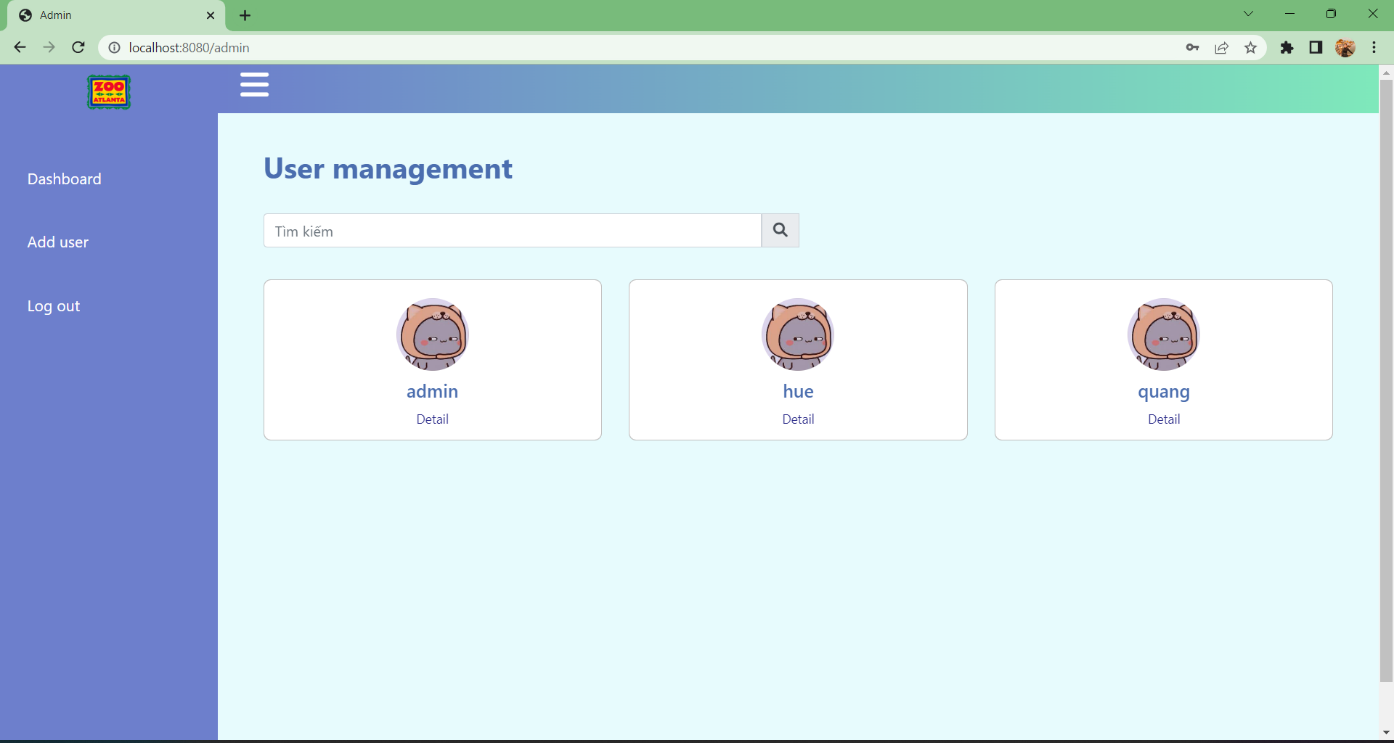 Admin
localhost:8080/admin
ZOO
ATLANTA
Dashboard
Add user
Log out
User management
Tìm kiếm
admin
Detail
hue
Detail
quang
Detail